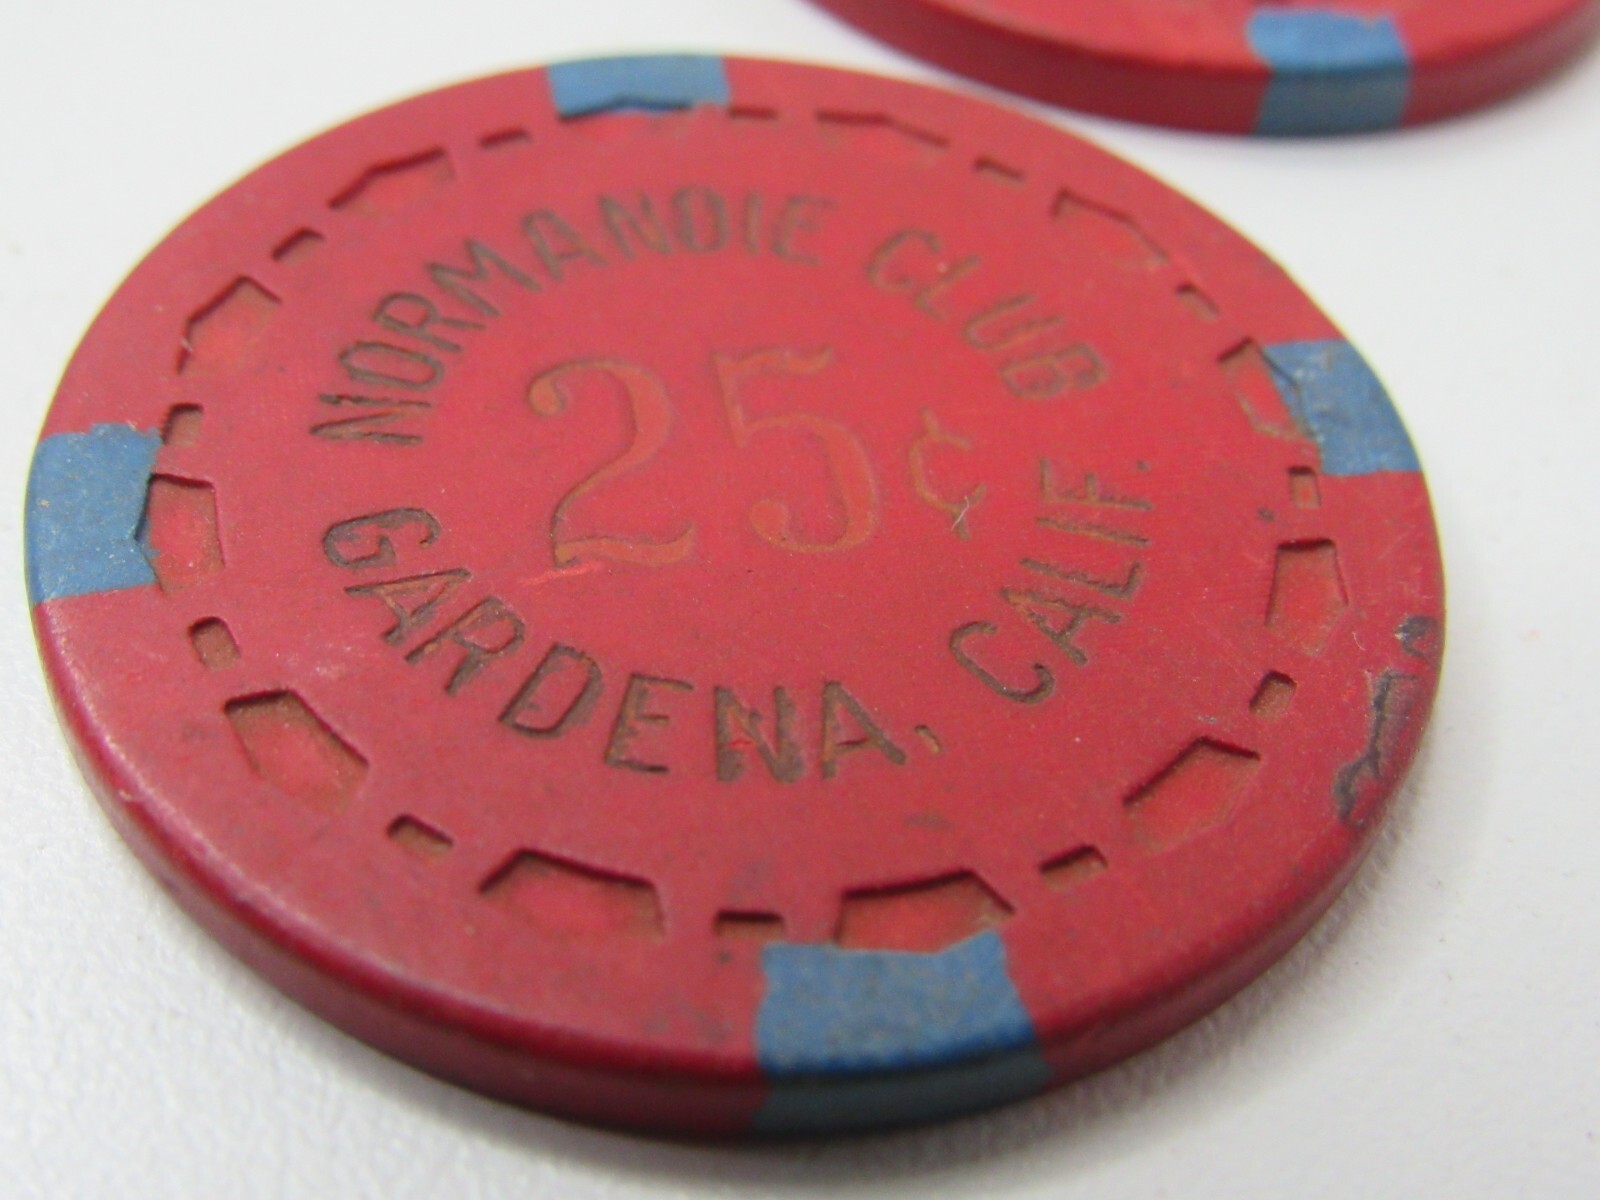 NORMANDIE CLUB
25¢
GARDENA, CALIF.